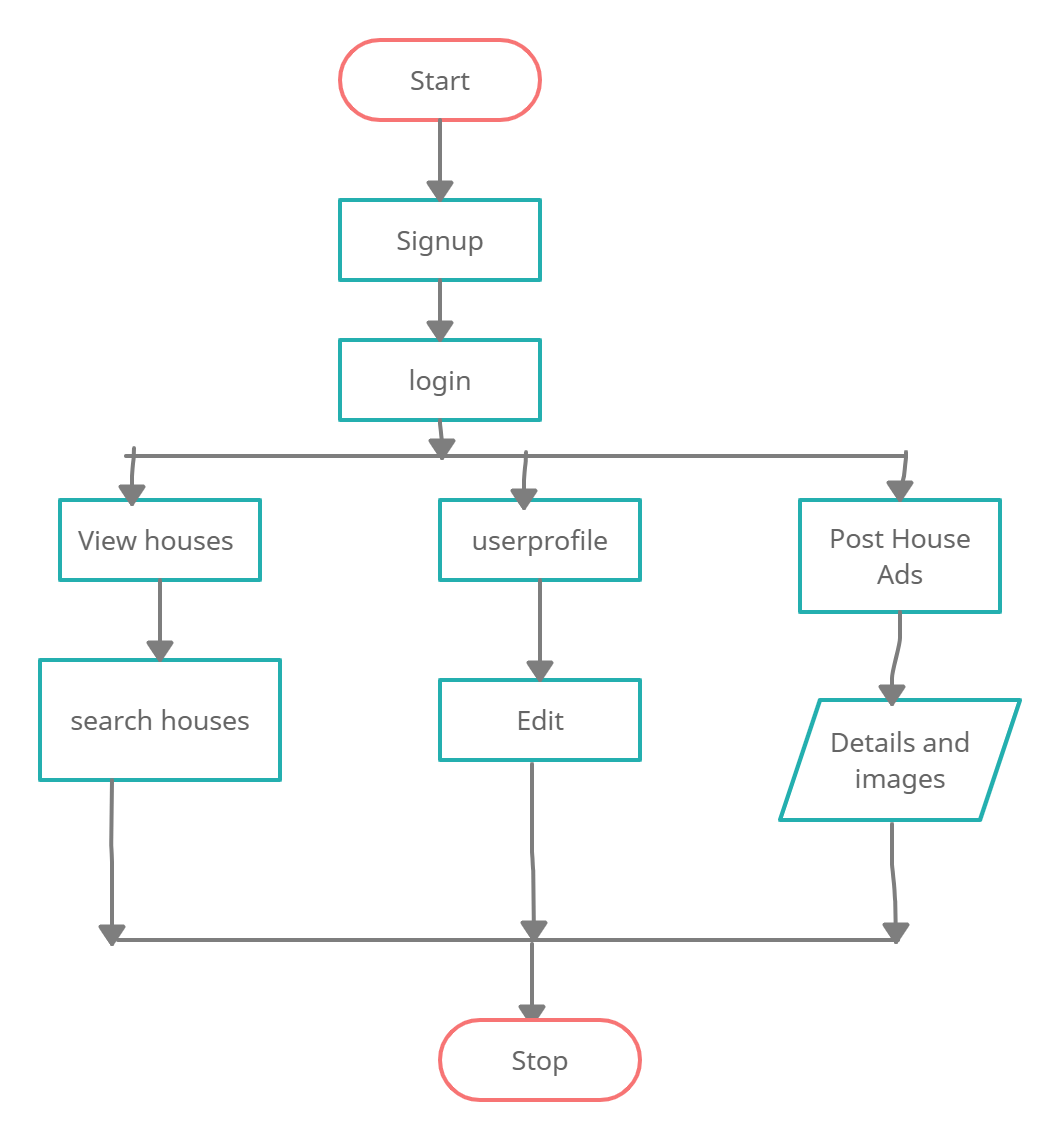 Start
Signup
login
View houses
userprofile
Post House
Ads
search houses
Edit
Details and
images
Stop